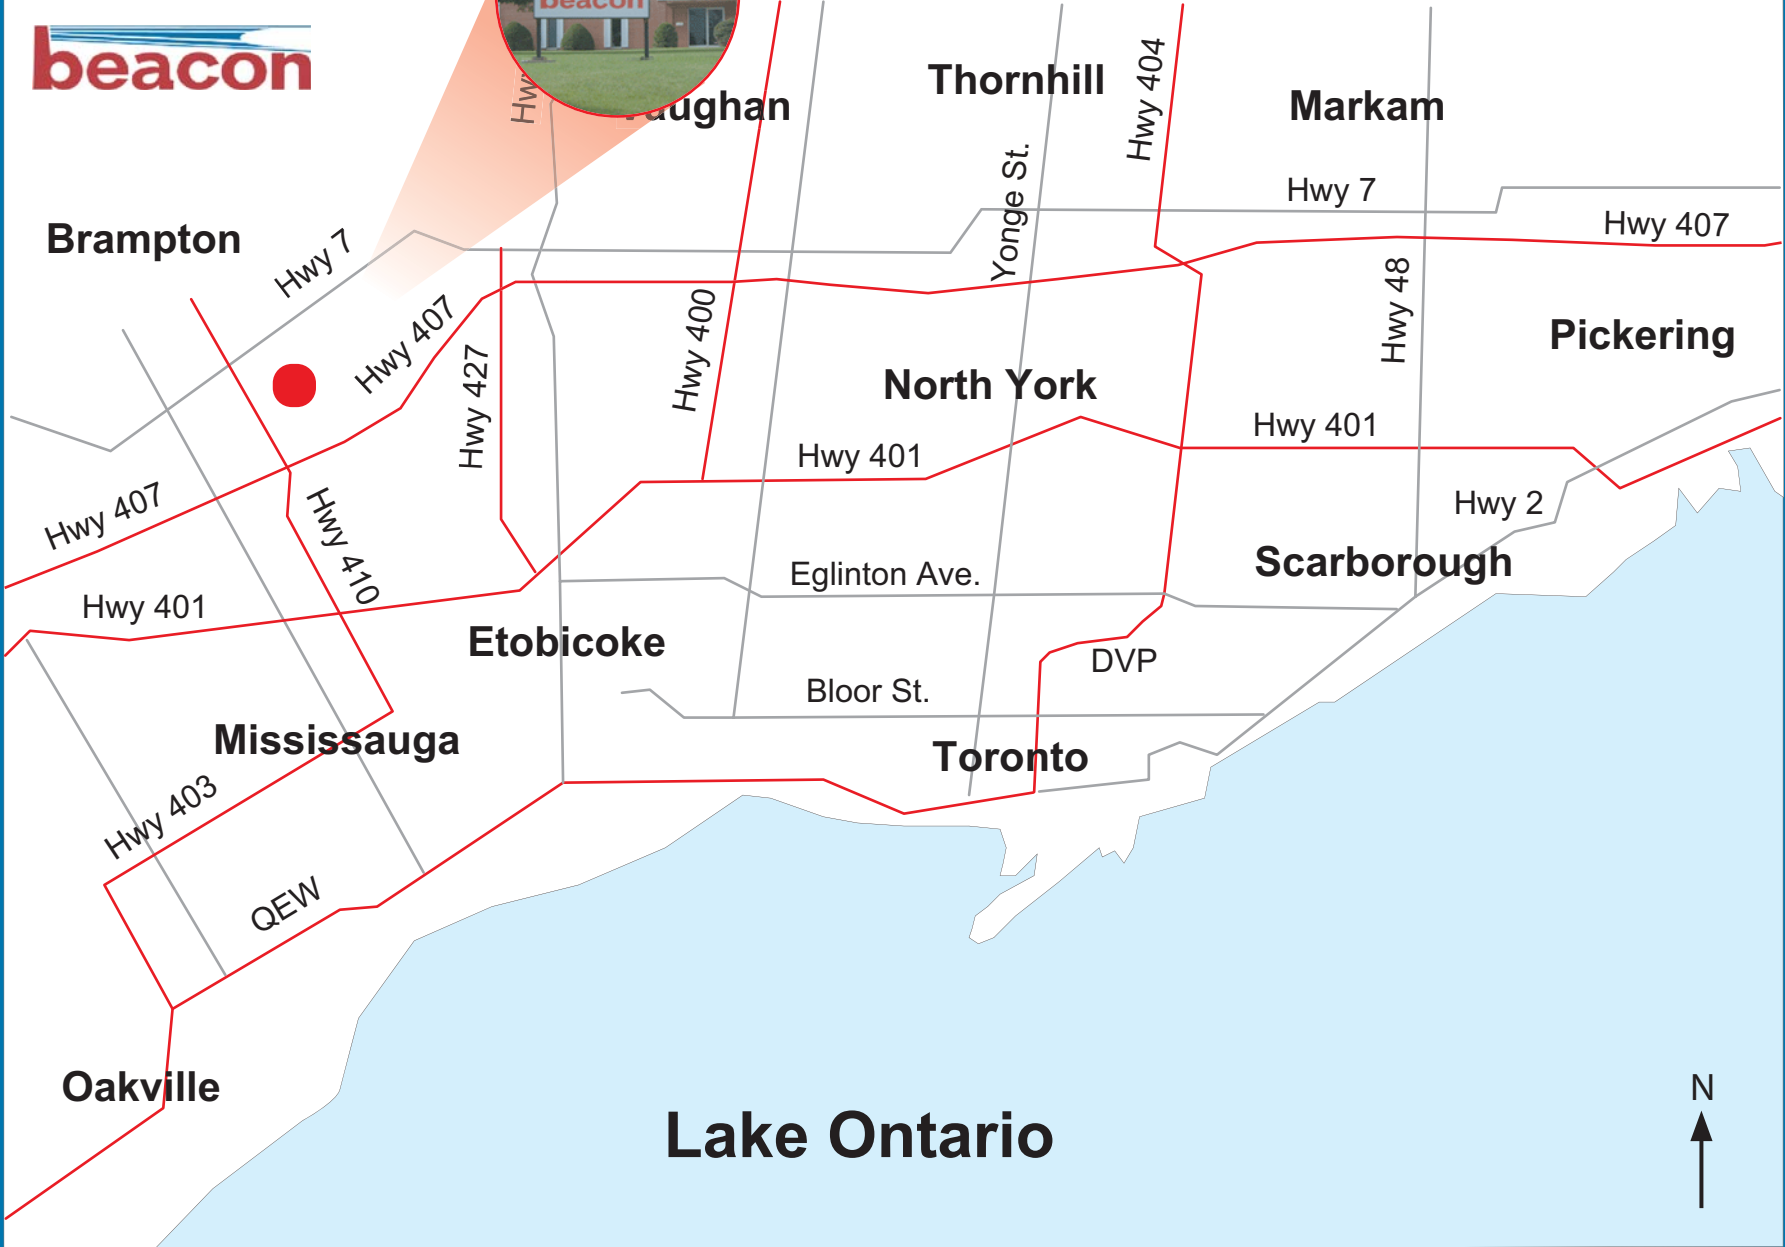 beacon
beacon
Vaughan
Thornhill
Hwy 404
Markam
Yonge St.
Hwy 7
Hwy 407
Brampton
Hwy 7
Hwy 407
Hwy 427
Hwy 400
Hwy 48
Pickering
North York
Hwy 401
Hwy 401
Hwy 407
Hwy 410
Hwy 2
Scarborough
Eglinton Ave.
Hwy 401
Etobicoke
DVP
Bloor St.
Mississauga
Toronto
Hwy 403
QEW
Oakville
Lake Ontario
N